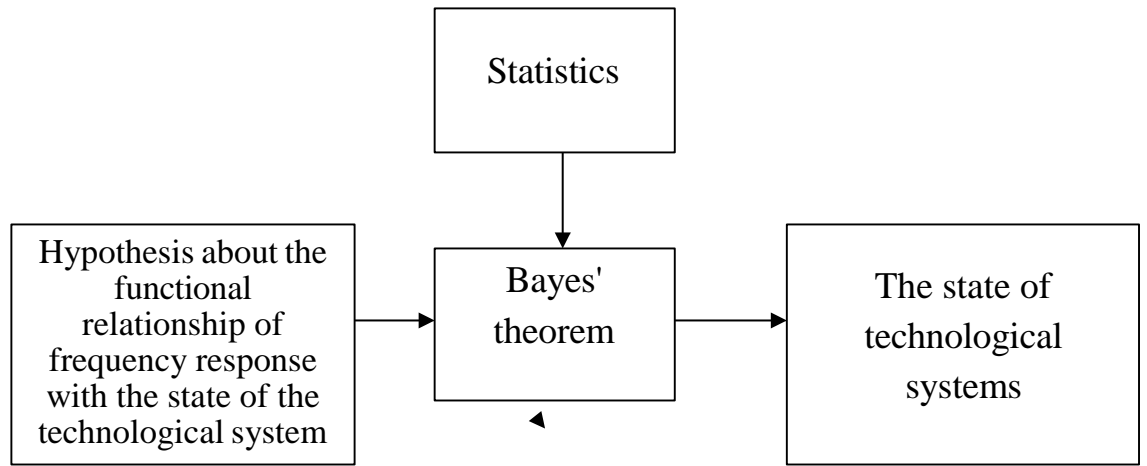 Statistics
Hypothesis about the
functional
relationship of
frequency response
with the state of the
technological system
Bayes'
theorem
The state of
technological
systems